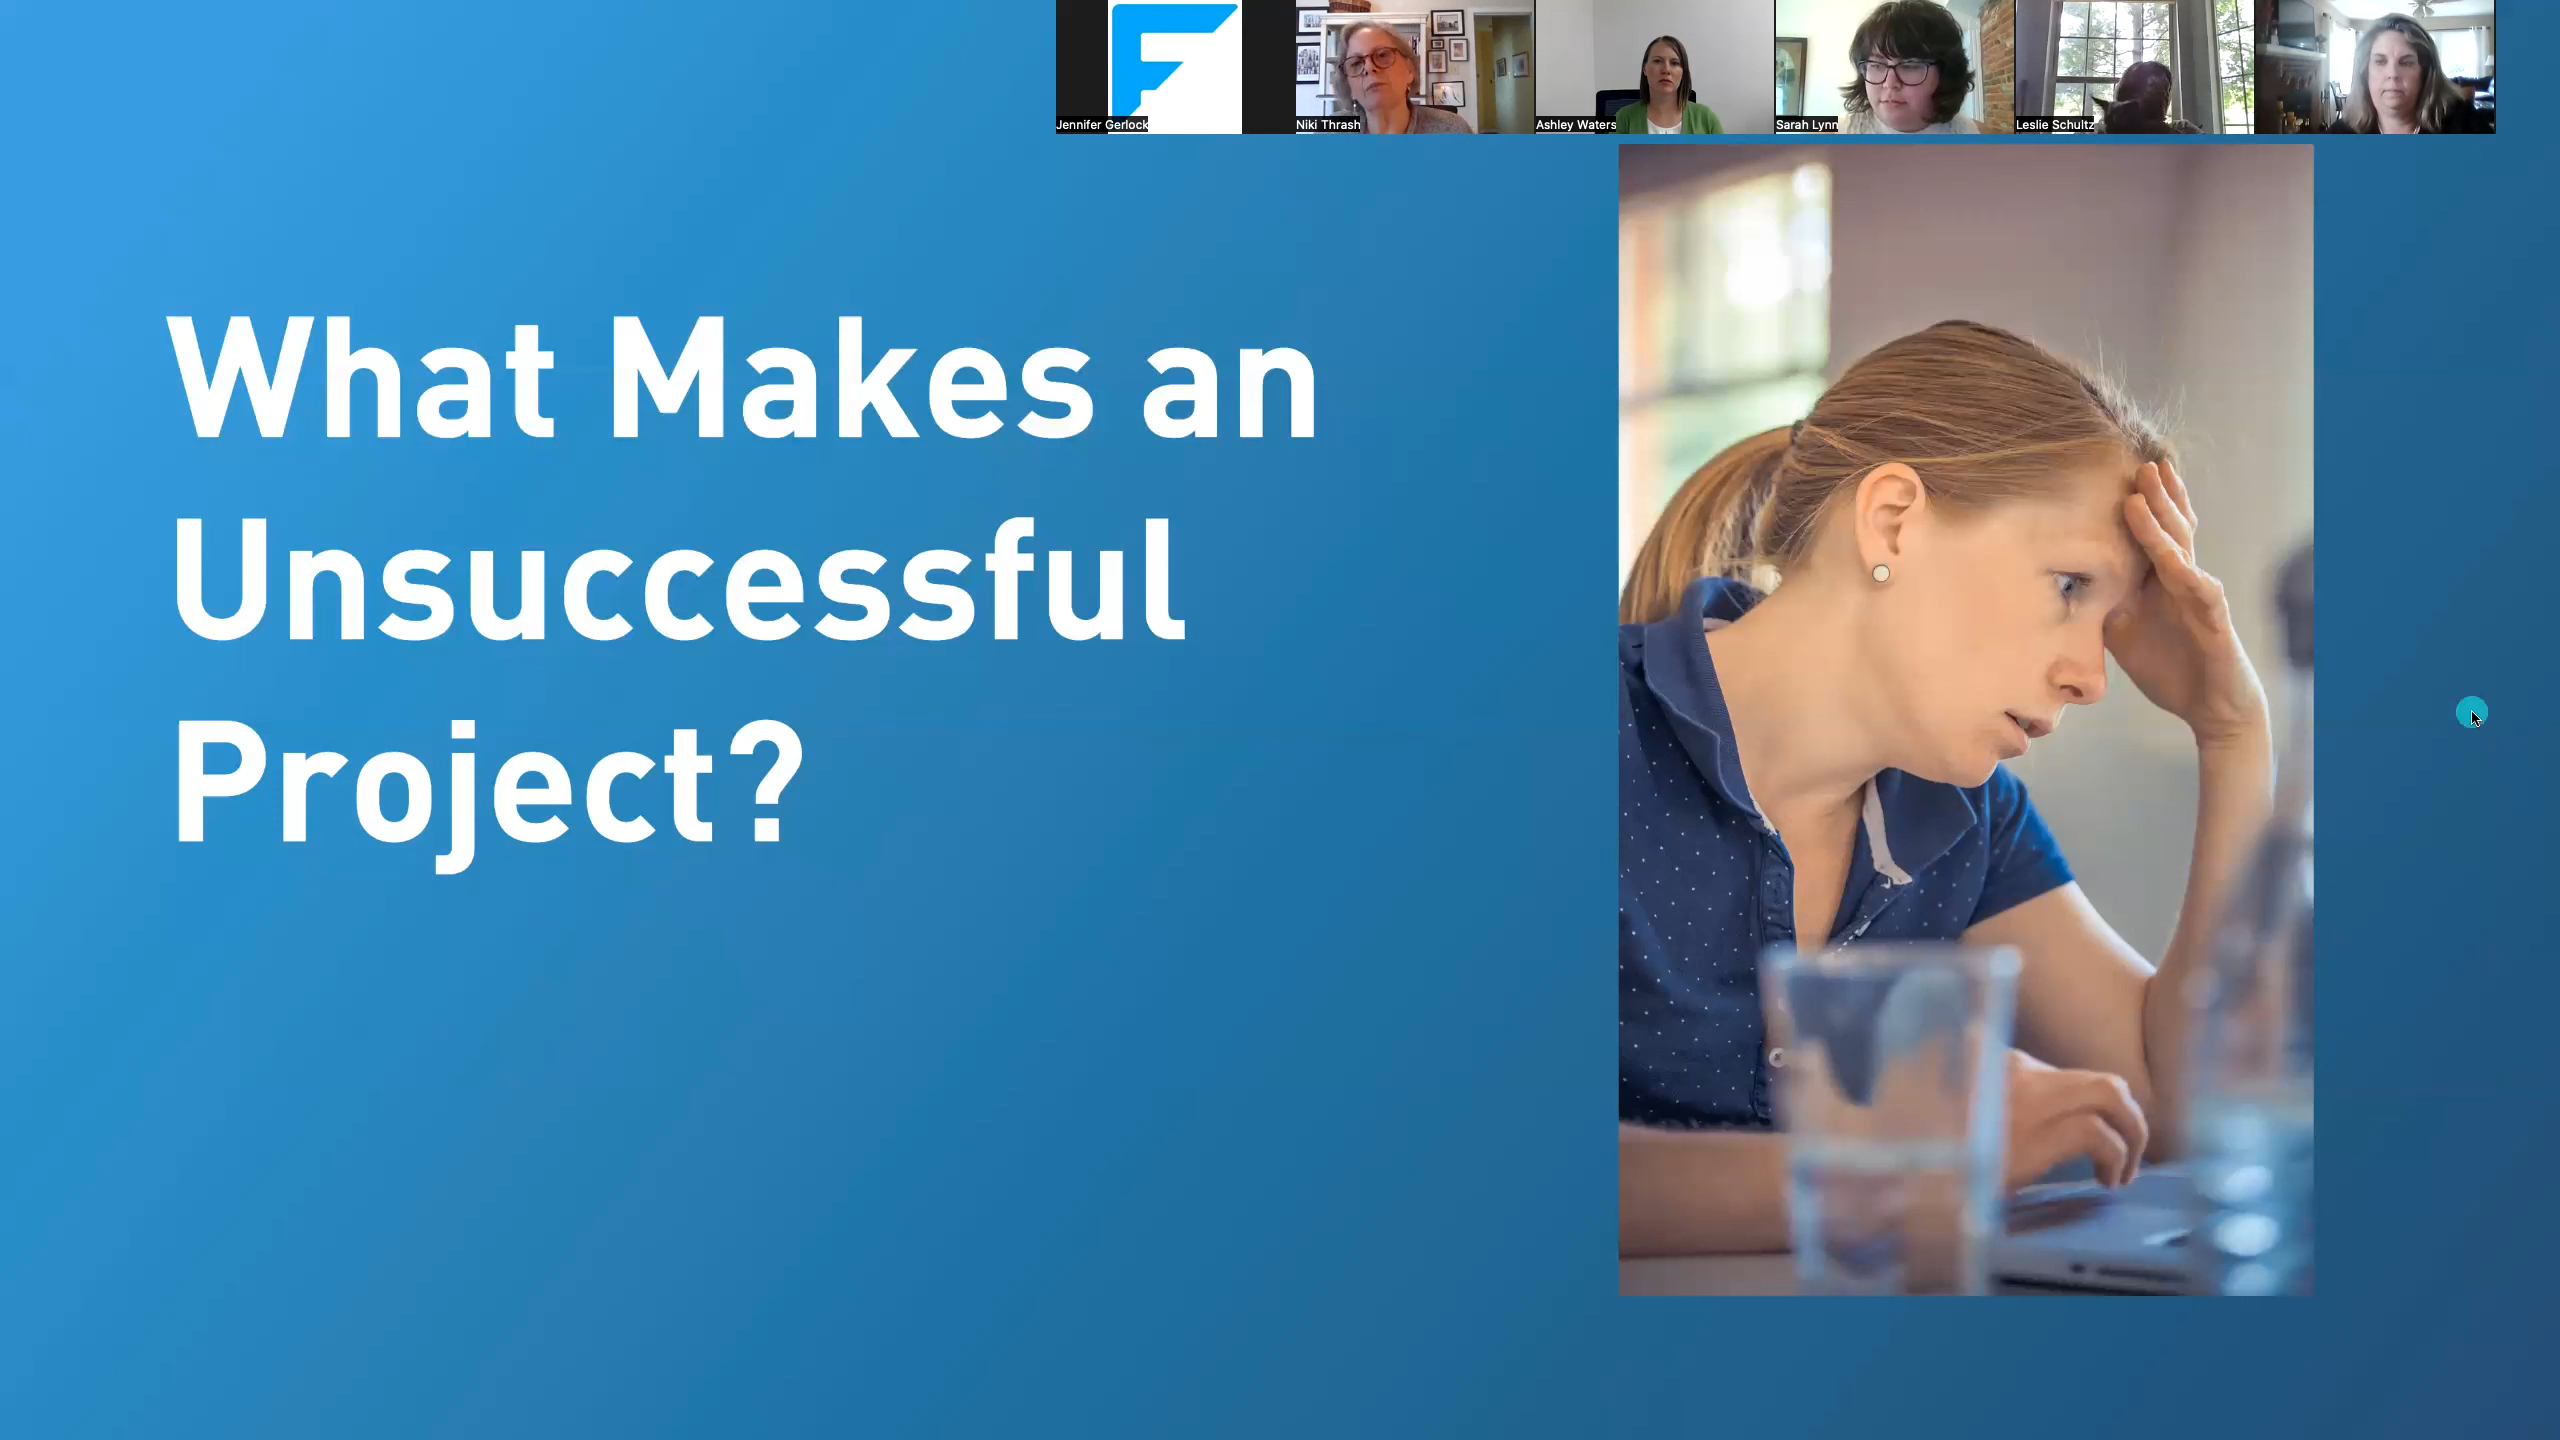 Jennifer Gerlock
Niki Thrash
Ashley Waters
Sarah Lynn
Leslie Schultz
What Makes an
Unsuccessful
Project?